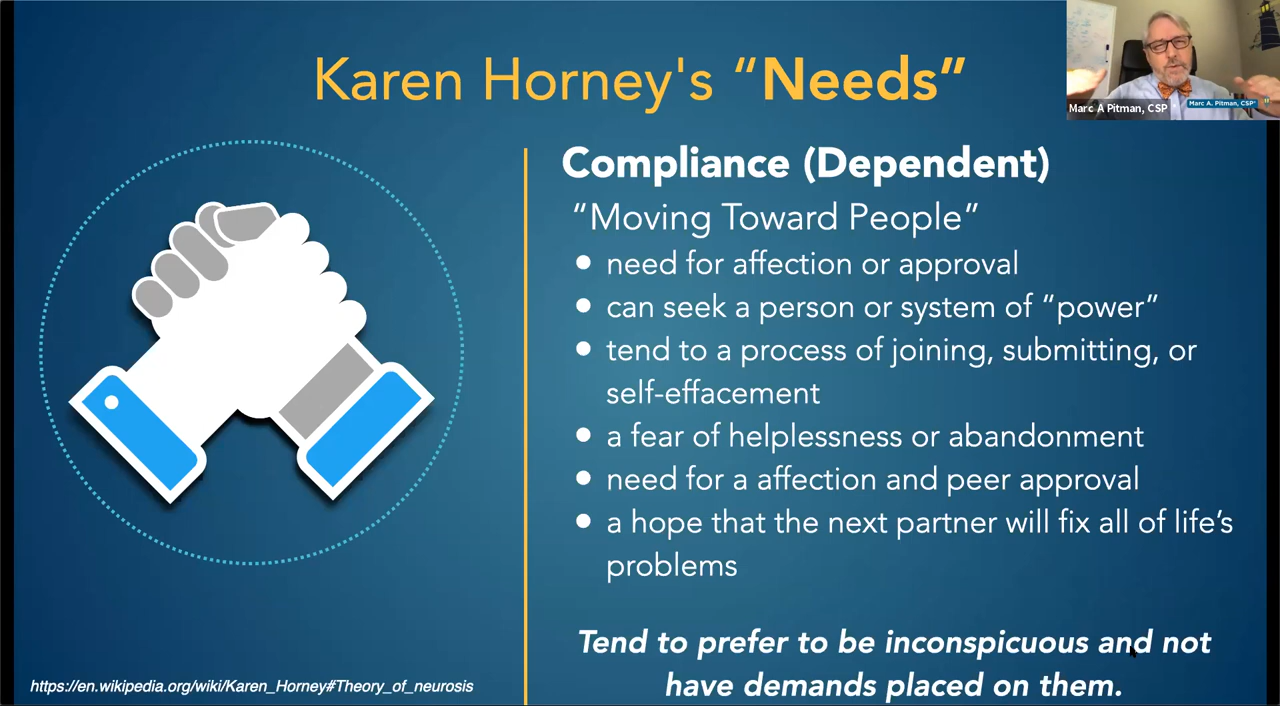 Karen Horney's “Needs”
Marc A Pitman, CSP
Marc A. Pitman, CSP
Compliance (Dependent)
“Moving Toward People”
• need for affection or approval
• can seek a person or system of “power”
• tend to a process of joining, submitting, or
self-effacement
• a fear of helplessness or abandonment
• need for a affection and peer approval
• a hope that the next partner will fix all of life’s
problems
Tend to prefer to be inconspicuous and not
have demands placed on them.
https://en.wikipedia.org/wiki/Karen_Horney#Theory_of_neurosis